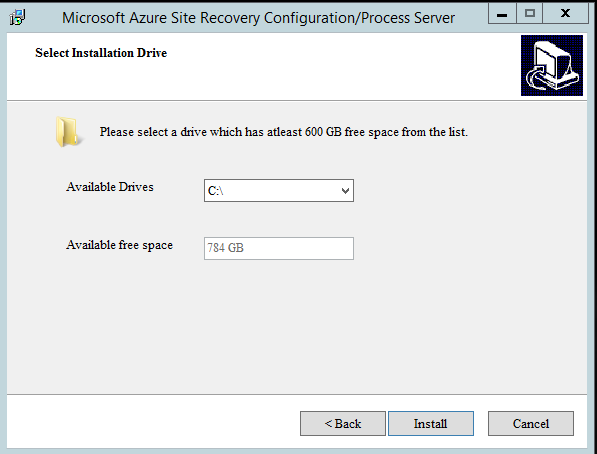 Microsoft Azure Site Recovery Configuration/Process Server
Select Installation Drive
Please select a drive which has atleast 600 GB free space from the list.
Available Drives
C:\
Available free space
784 GB
< Back
Install
Cancel